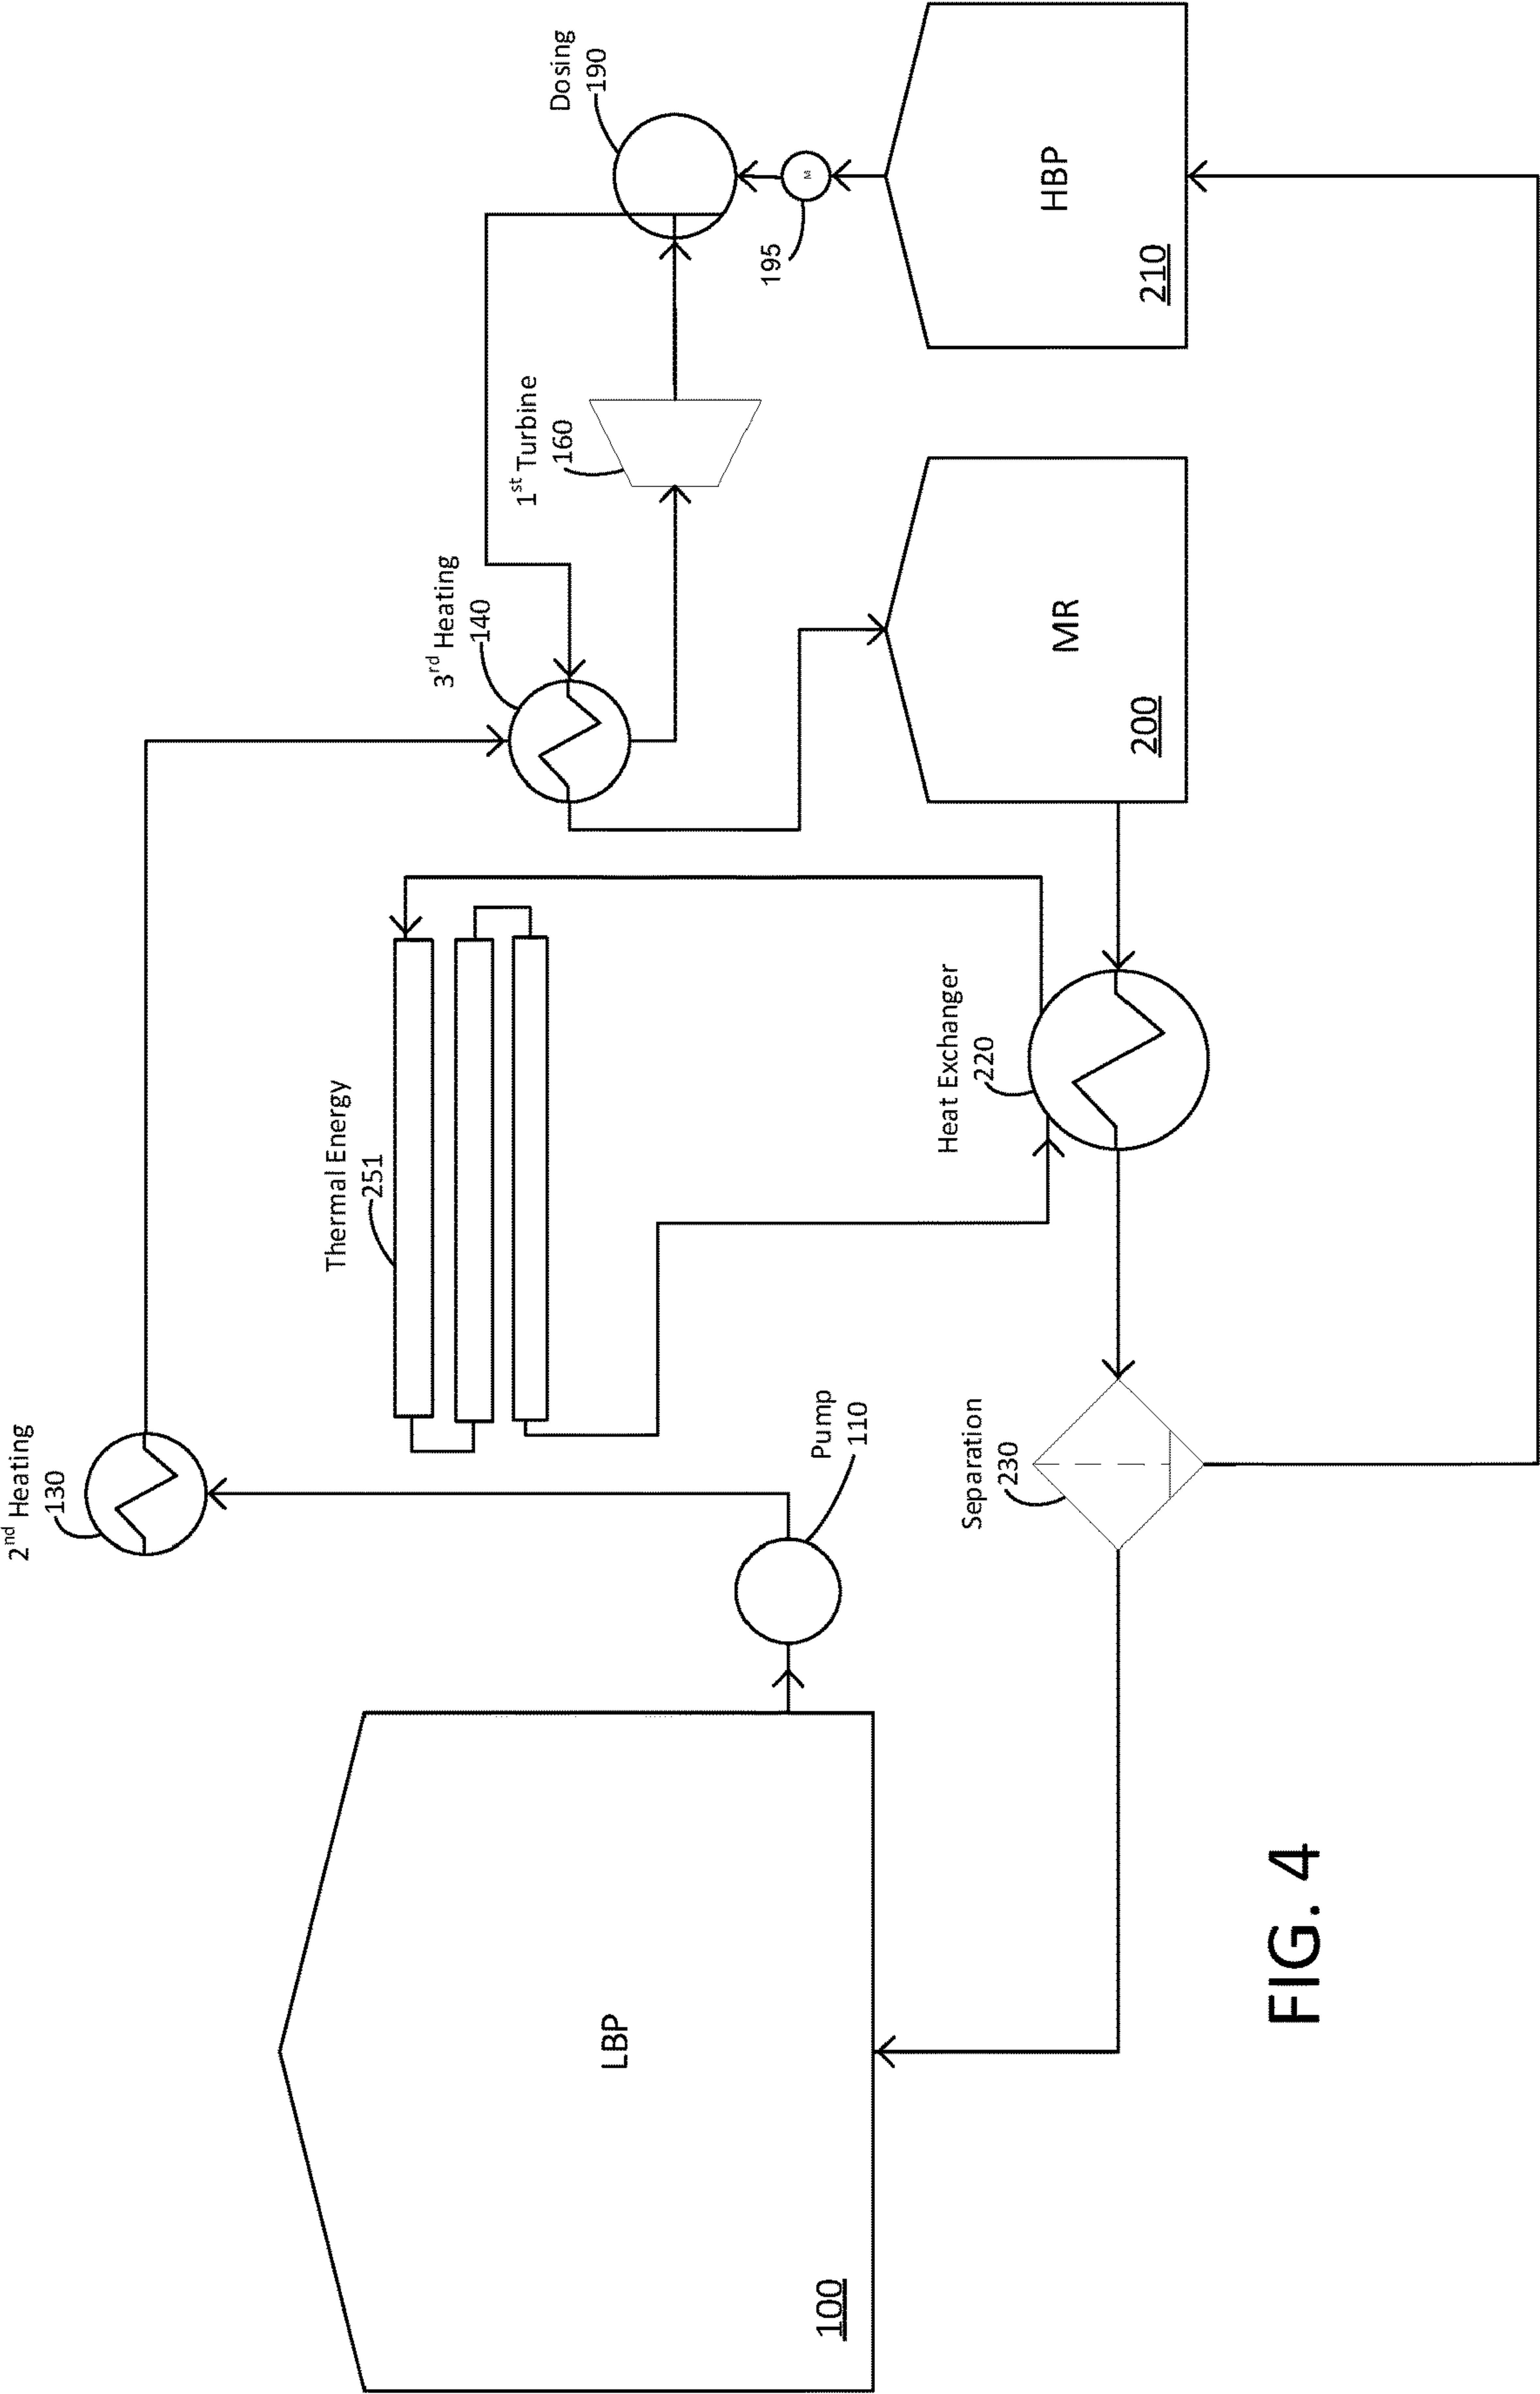 2nd Heating
130
Thermal Energy
251
3rd Heating
140
1st Turbine
160
Dosing
190
195
M
HBP
210
MR
200
Heat Exchanger
220
Pump
110
Separation
230
LBP
100
FIG. 4